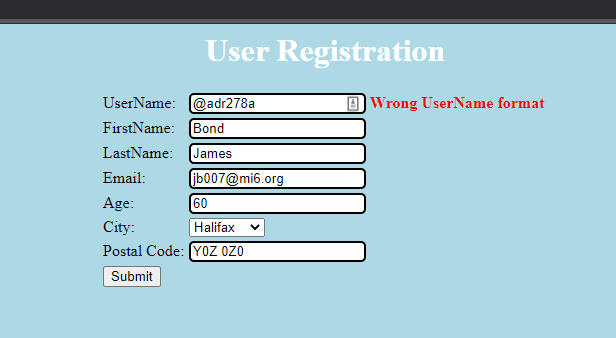 User Registration
UserName: @adr278a Wrong UserName format
FirstName: Bond
LastName: James
Email: jb007@mi6.org
Age: 60
City: Halifax
Postal Code: Y0Z 0Z0
Submit